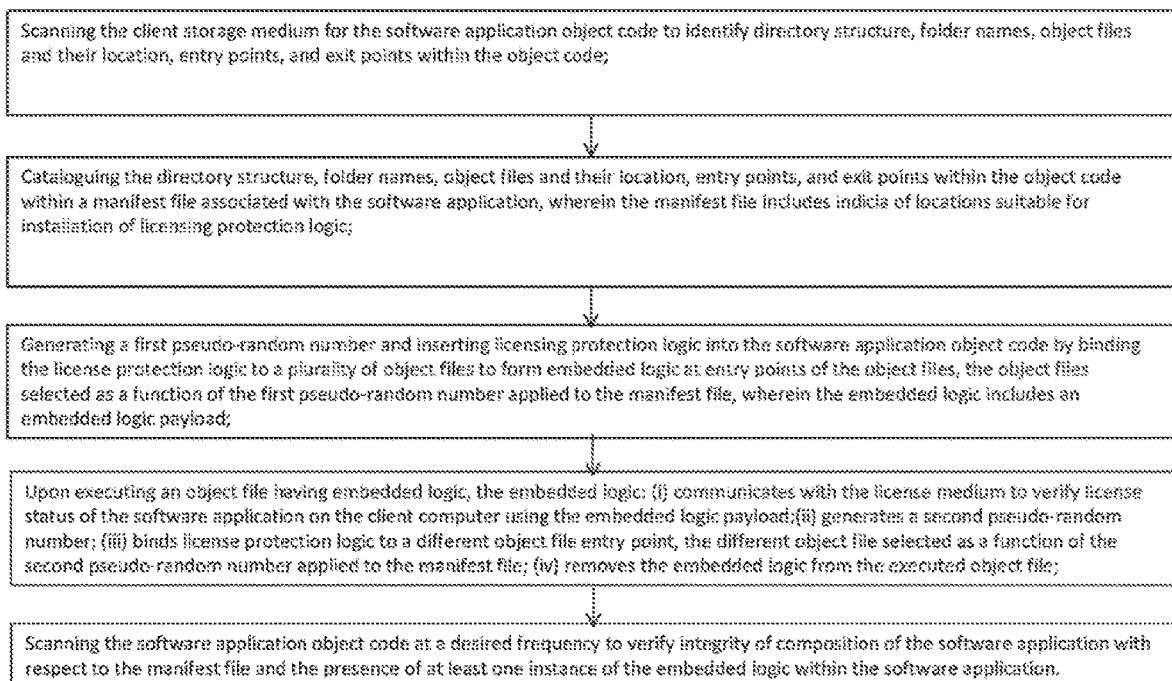 Scanning the client storage medium for the software application object code to identify directory structure, folder names, object files
and their location, entry points, and exit points within the object code;
Cataloguing the directory structure, folder names, object files and their location, entry points, and exit points within the object code
within a manifest file associated with the software application, wherein the manifest file includes indicia of locations suitable for
installation of licensing protection logic;
Generating a first pseudo-random number and inserting licensing protection logic into the software application object code by binding
the license protection logic to a plurality of object files to form embedded logic at entry points of the object files, the object files
selected as a function of the first pseudo-random number applied to the manifest file, wherein the embedded logic includes an
embedded logic payload;
Upon executing an object file having embedded logic, the embedded logic: (i) communicates with the license medium to verify license
status of the software application on the client computer using the embedded logic payload;(ii) generates a second pseudo-random
number; (iii) binds license protection logic to a different object file entry point, the different object file selected as a function of the
second pseudo-random number applied to the manifest file; (iv) removes the embedded logic from the executed object file;
Scanning the software application object code at a desired frequency to verify integrity of composition of the software application with
respect to the manifest file and the presence of at least one instance of the embedded logic within the software application.